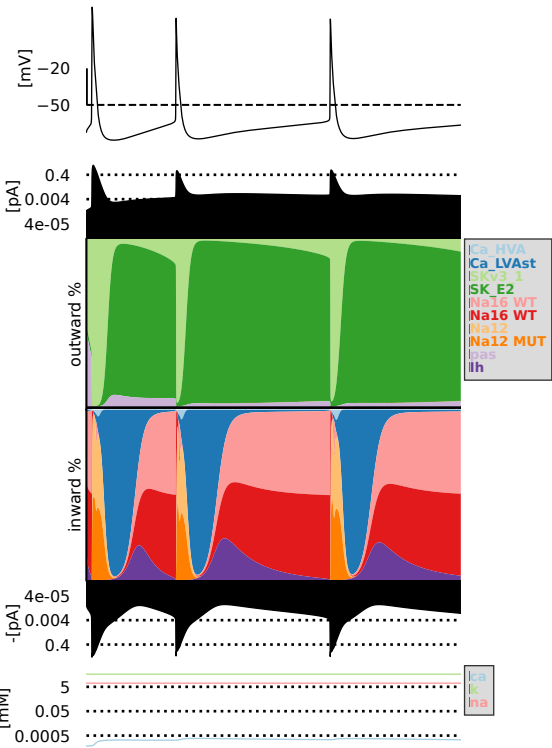 [mV]
−20
−50
[pA]
0.4
0.004
4e-05
outward %
Ca_HVA
Ca_LVAst
SKv3_1
SK_E2
Na16 WT
Na16 WT
Na12
Na12 MUT
pas
Ih
inward %
-[pA]
4e-05
0.004
0.4
[mM]
5
0.05
0.0005
ca
k
na